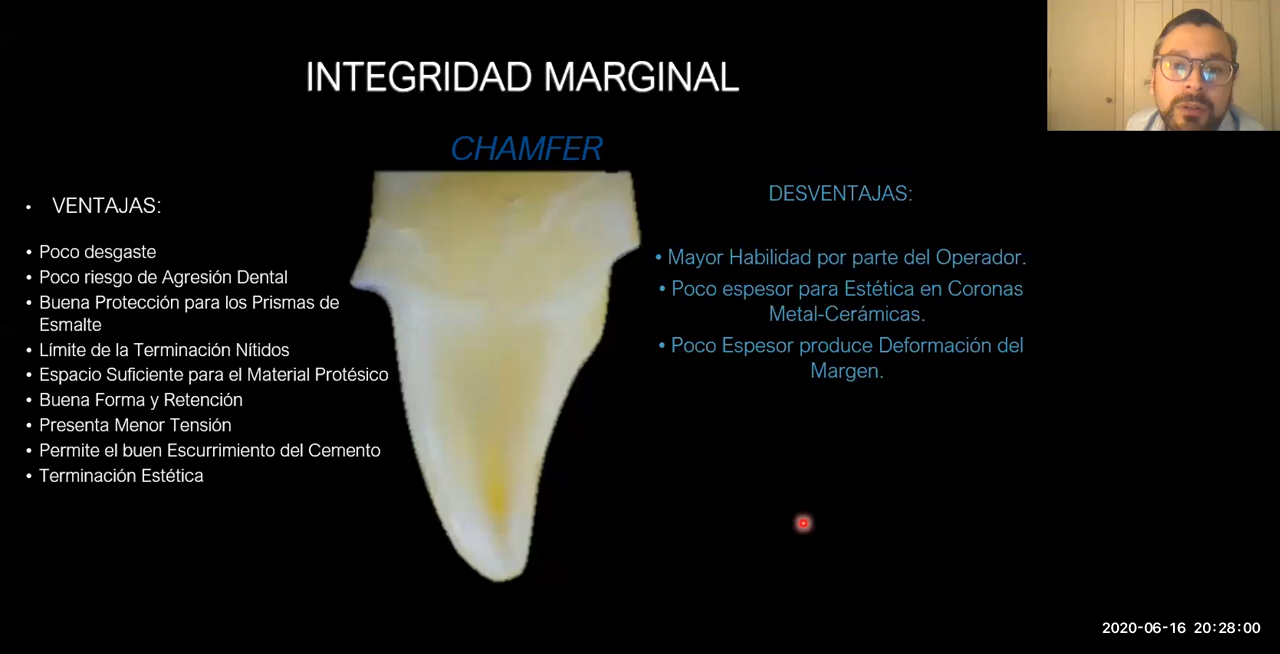 INTEGRIDAD MARGINAL
CHAMFER
• VENTAJAS:
• Poco desgaste
• Poco riesgo de Agresión Dental
• Buena Protección para los Prismas de
Esmalte
• Límite de la Terminación Nítidos
• Espacio Suficiente para el Material Protésico
• Buena Forma y Retención
• Presenta Menor Tensión
• Permite el buen Escurrimiento del Cemento
• Terminación Estética
DESVENTAJAS:
• Mayor Habilidad por parte del Operador.
• Poco espesor para Estética en Coronas
Metal-Cerámicas.
• Poco Espesor produce Deformación del
Margen.
2020-06-16 20:28:00